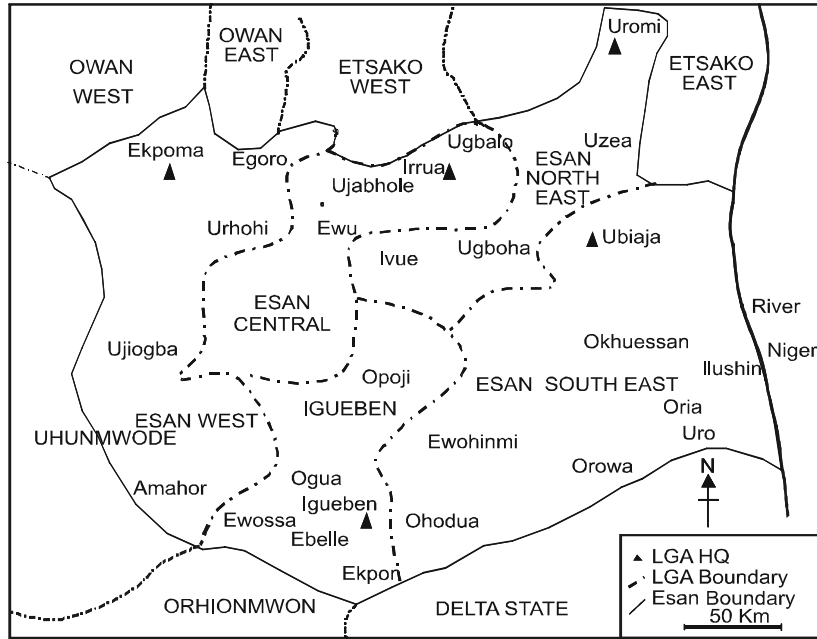 Uromi
OWAN
EAST
OWAN
WEST
ETSAKO
WEST
ETSAKO
EAST
Ekpoma
Egoro
Ugbalo
Uzea
Irrua
Ujabhole
ESAN
NORTH
EAST
Urhohi
Ewu
Ivue
Ugboha
Ubiaja
ESAN
CENTRAL
River
Niger
Ujiogba
Okhuessan
Ilushin
Opoji
ESAN SOUTH EAST
IGUEBEN
ESAN WEST
UHUNMWODE
Oria
Uro
Ewohinmi
Orowa
N
Amahor
Ogua
Igueben
Ewossa
Ebelle
Ohodua
Ekpon
ORHIONMWON
DELTA STATE
LGA HQ
LGA Boundary
Esan Boundary
50 Km